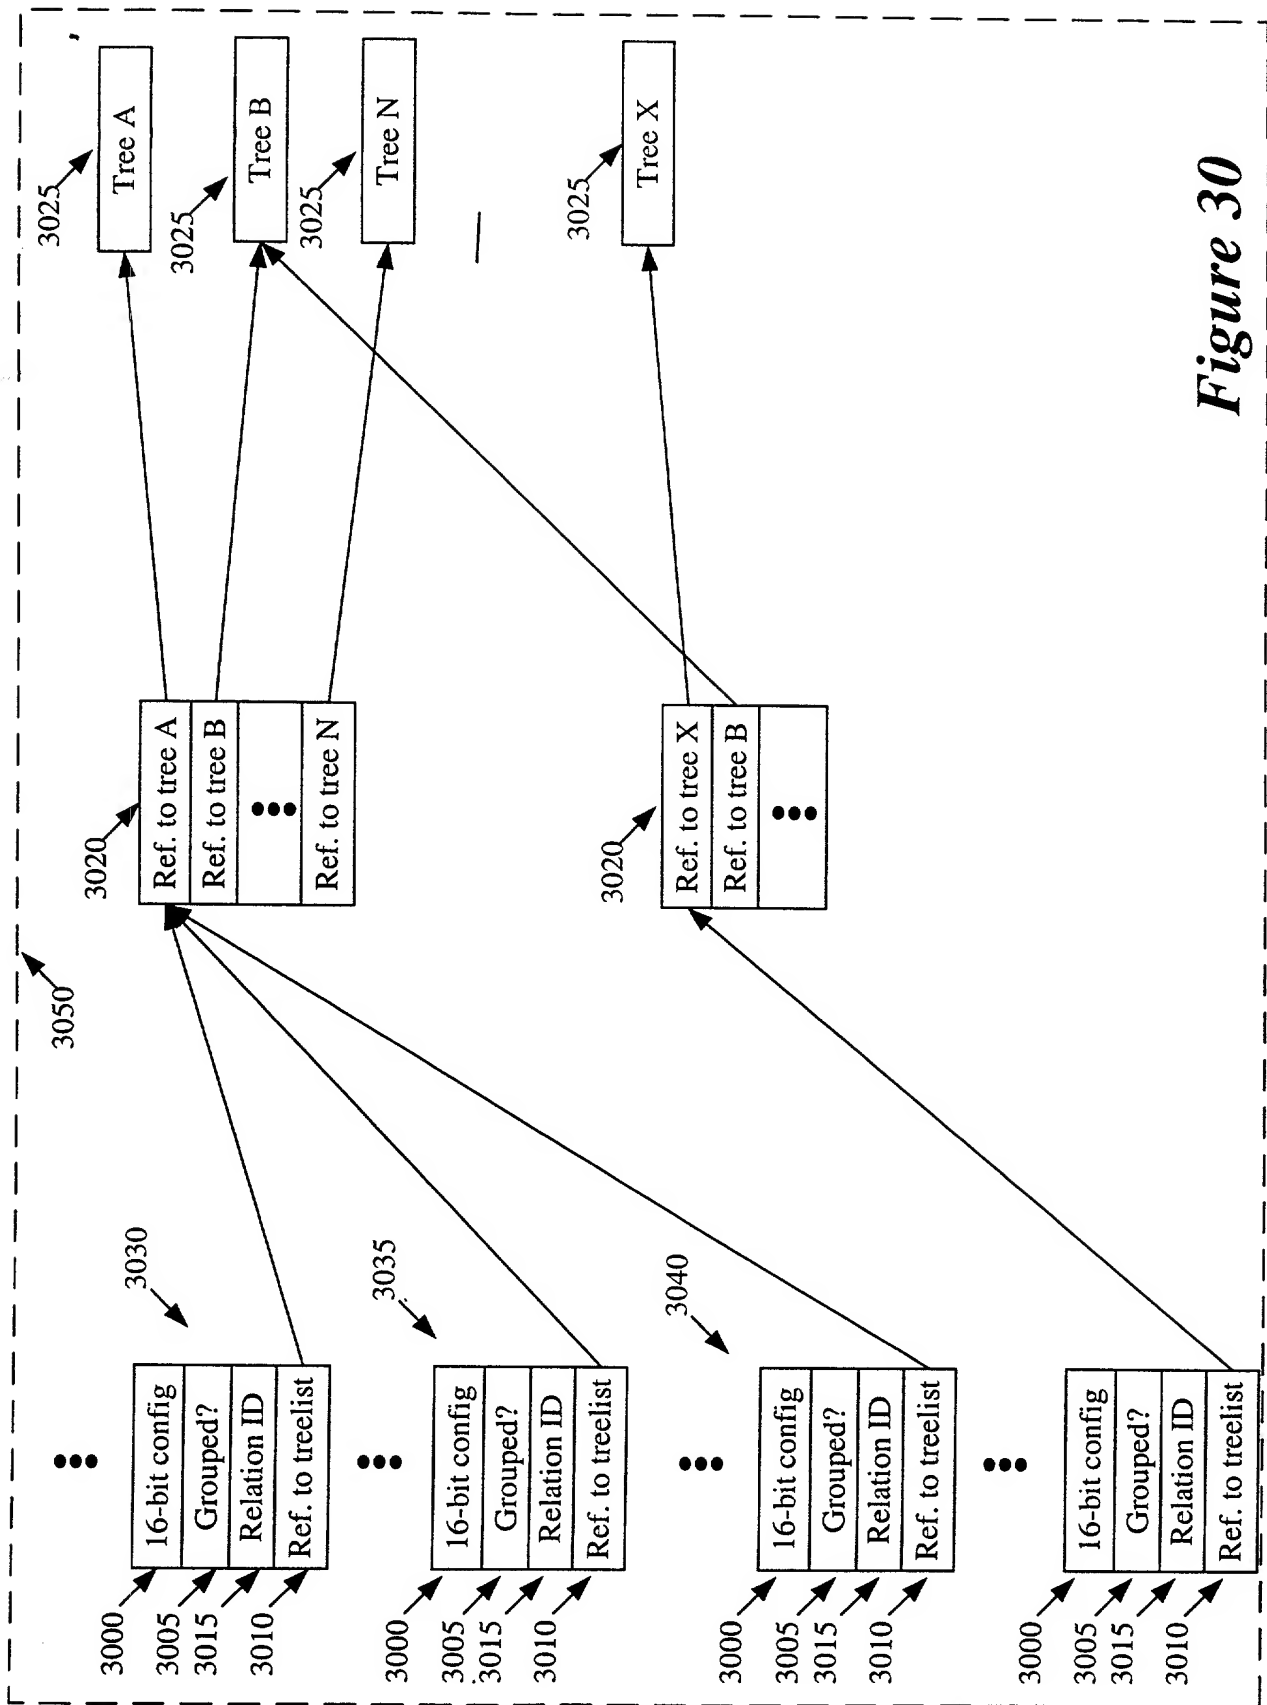 3050
3000
3005
3015
3010
16-bit config
Grouped?
Relation ID
Ref. to treelist
3030
3000
3005
3015
3010
16-bit config
Grouped?
Relation ID
Ref. to treelist
3035
3000
3005
3015
3010
16-bit config
Grouped?
Relation ID
Ref. to treelist
3040
3000
3005
3015
3010
16-bit config
Grouped?
Relation ID
Ref. to treelist
3020
Ref. to tree A
Ref. to tree B
Ref. to tree N
3020
Ref. to tree X
Ref. to tree B
3025
Tree A
3025
Tree B
3025
Tree N
3025
Tree X
Figure 30